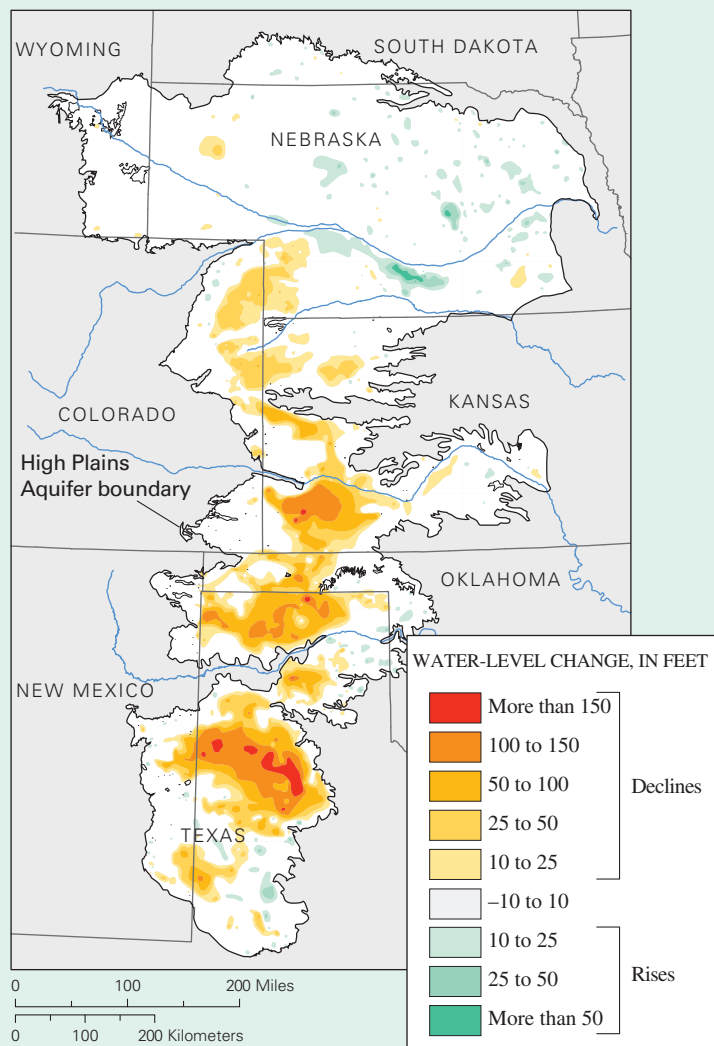 WYOMING
SOUTH DAKOTA
NEBRASKA
COLORADO
KANSAS
High Plains
Aquifer boundary
OKLAHOMA
NEW MEXICO
TEXAS
WATER-LEVEL CHANGE, IN FEET
More than 150
100 to 150
50 to 100
25 to 50
10 to 25
Declines
–10 to 10
10 to 25
25 to 50
More than 50
Rises
0 100 200 Miles
0 100 200 Kilometers